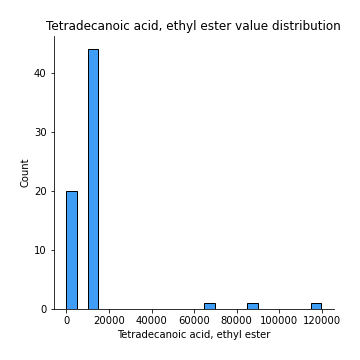 Tetradecanoic acid, ethyl ester value distribution
40
30
20
10
0
Count
0 20000 40000 60000 80000 100000 120000
Tetradecanoic acid, ethyl ester